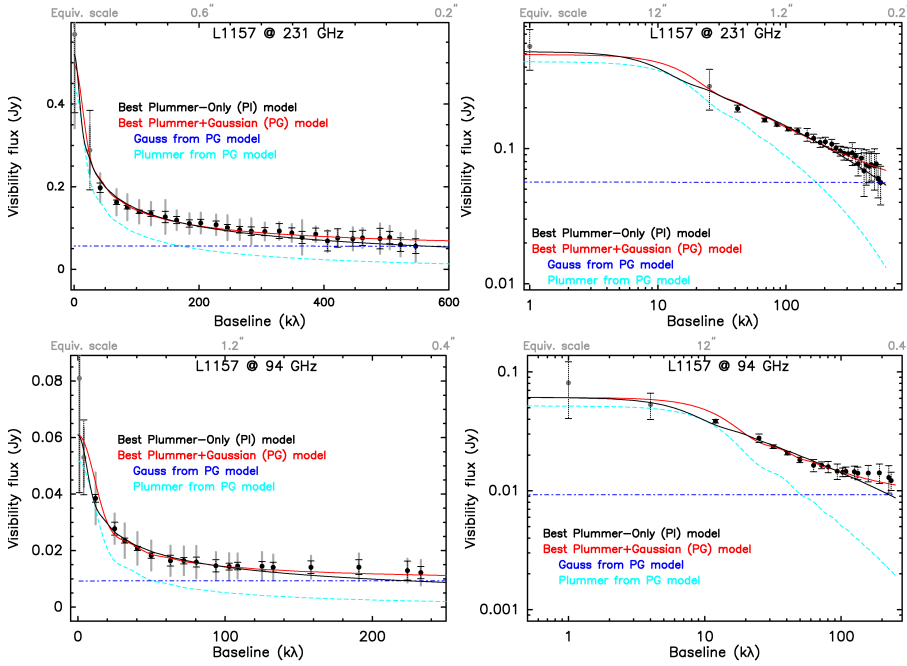 Equiv. scale 0.6″ 0.2″
L1157 @ 231 GHz
Visibility flux (Jy)
0.4
0.2
0
Best Plummer-Only (Pl) model
Best Plummer+Gaussian (PG) model
Gauss from PG model
Plummer from PG model
0 200 400 600
Baseline (kλ)
Equiv. scale 12″ 1.2″ 0.2
L1157 @ 231 GHz
Visibility flux (Jy)
0.1
0.01
Best Plummer-Only (Pl) model
Best Plummer+Gaussian (PG) model
Gauss from PG model
Plummer from PG model
1 10 100
Baseline (kλ)
Equiv. scale 1.2″ 0.4″
L1157 @ 94 GHz
Visibility flux (Jy)
0.08
0.06
0.04
0.02
0
Best Plummer-Only (Pl) model
Best Plummer+Gaussian (PG) model
Gauss from PG model
Plummer from PG model
0 100 200
Baseline (kλ)
Equiv. scale 12″ 0.4
L1157 @ 94 GHz
Visibility flux (Jy)
0.1
0.01
0.001
Best Plummer-Only (Pl) model
Best Plummer+Gaussian (PG) model
Gauss from PG model
Plummer from PG model
1 10 100
Baseline (kλ)